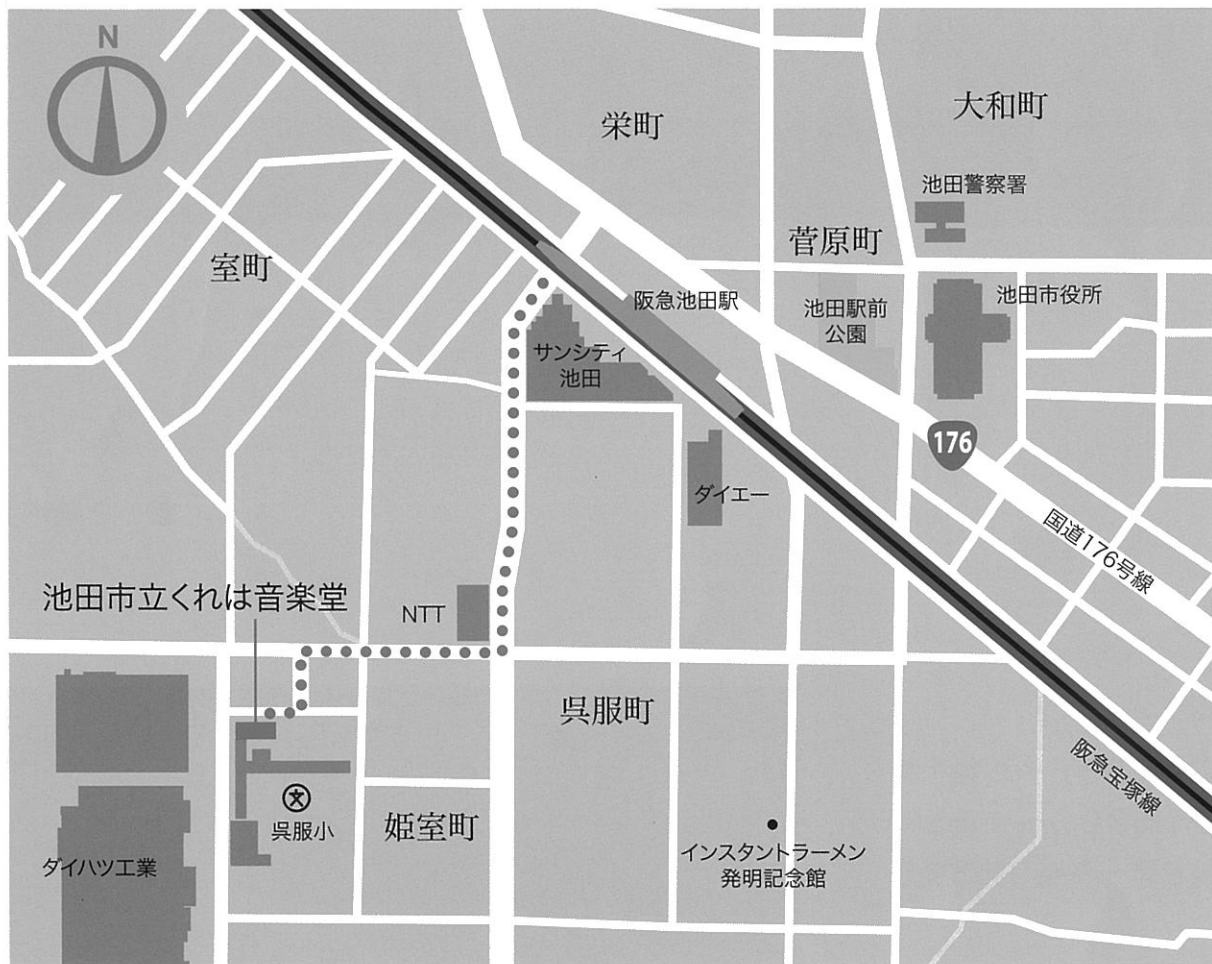 N
大和町
栄町
池田警察署
菅原町
室町
阪急池田駅
池田駅前
公園
池田市役所
サンシティ
池田
176
ダイエー
国道176号線
池田市立くれは音楽堂
NTT
呉服町
阪急宝塚線
文
呉服小
姫室町
インスタントラーメン
発明記念館
ダイハツ工業